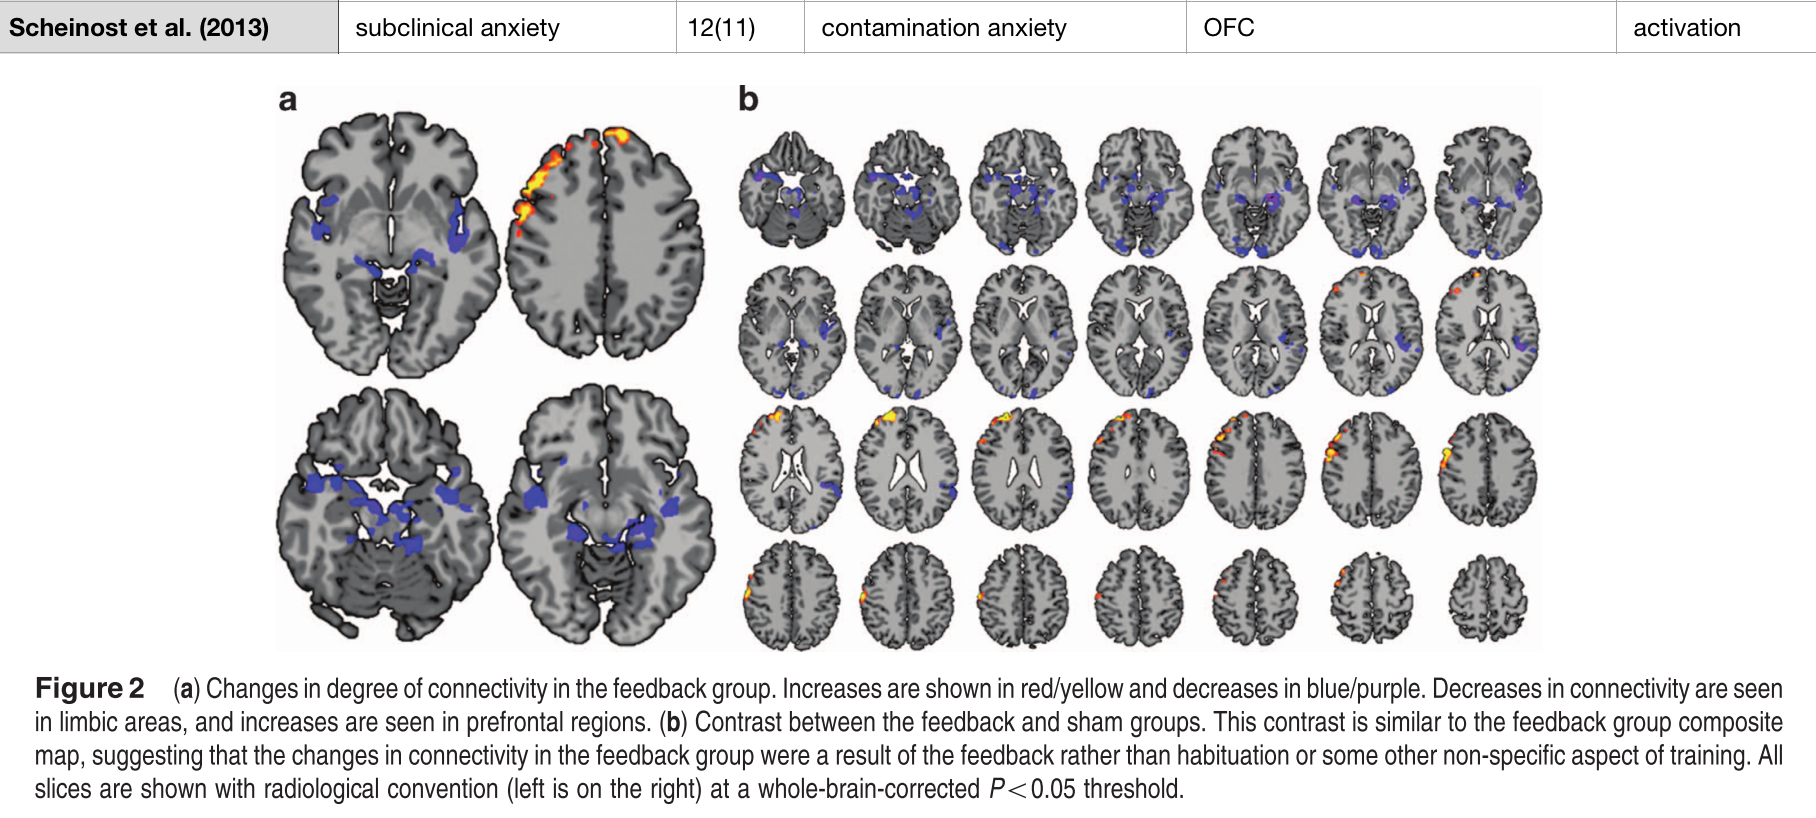 Scheinost et al. (2013) subclinical anxiety 12(11) contamination anxiety OFC activation
a b
Figure 2 (a) Changes in degree of connectivity in the feedback group. Increases are shown in red/yellow and decreases in blue/purple. Decreases in connectivity are seen
in limbic areas, and increases are seen in prefrontal regions. (b) Contrast between the feedback and sham groups. This contrast is similar to the feedback group composite
map, suggesting that the changes in connectivity in the feedback group were a result of the feedback rather than habituation or some other non-specific aspect of training. All
slices are shown with radiological convention (left is on the right) at a whole-brain-corrected P<0.05 threshold.